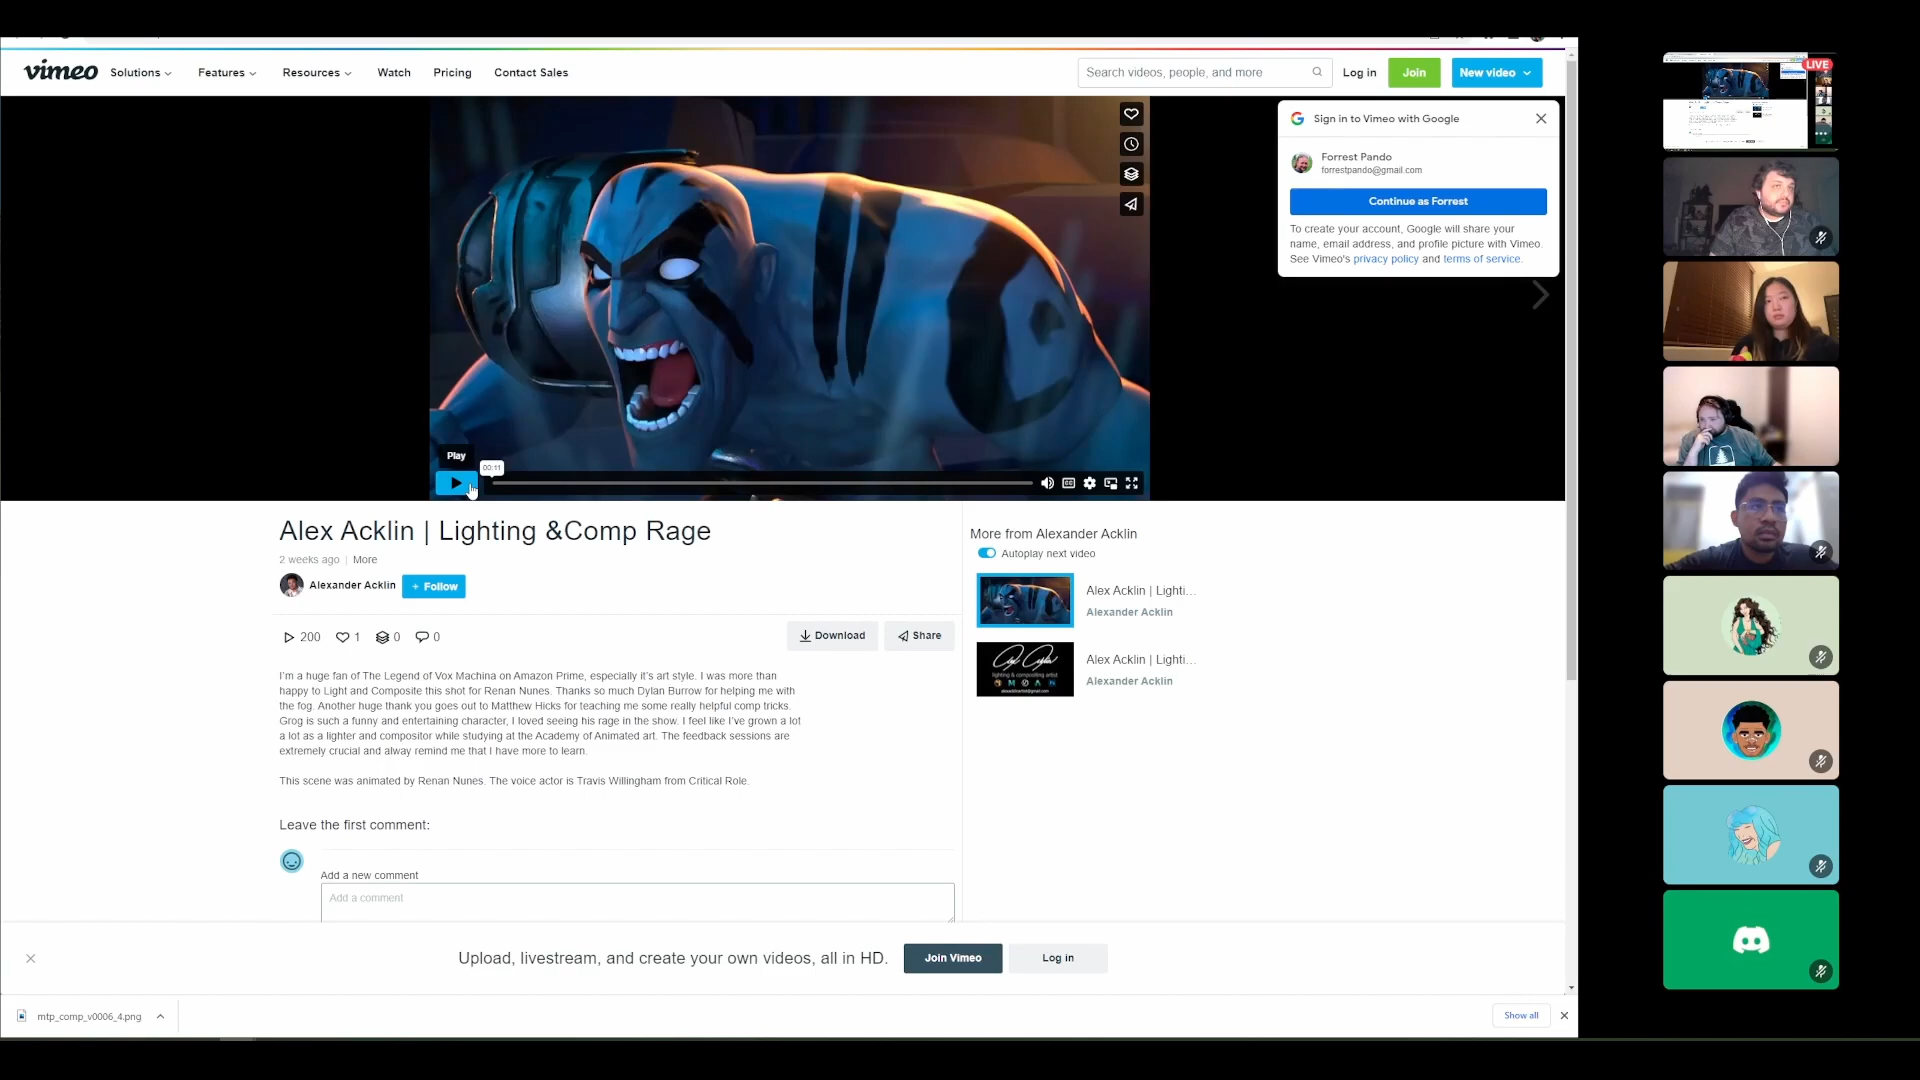 vimeo
Solutions
Features
Resources
Watch
Pricing
Contact Sales
Search videos, people, and more
Log in
Join
New video
LIVE
Sign in to Vimeo with Google
Forrest Pando
forrestpando@gmail.com
Continue as Forrest
To create your account, Google will share your
name, email address, and profile picture with Vimeo.
See Vimeo's privacy policy and terms of service.
Play
00:11
CC
Alex Acklin | Lighting &Comp Rage
2 weeks ago | More
Alexander Acklin
+ Follow
200
1
0
0
Download
Share
I'm a huge fan of The Legend of Vox Machina on Amazon Prime, especially it's art style. I was more than
happy to Light and Composite this shot for Renan Nunes. Thanks so much Dylan Burrow for helping me with
the fog. Another huge thank you goes out to Matthew Hicks for teaching me some really helpful comp tricks.
Grog is such a funny and entertaining character, I loved seeing his rage in the show. I feel like I've grown a lot
a lot as a lighter and compositor while studying at the Academy of Animated art. The feedback sessions are
extremely crucial and alway remind me that I have more to learn.
This scene was animated by Renan Nunes. The voice actor is Travis Willingham from Critical Role.
Leave the first comment:
Add a new comment
Add a comment
More from Alexander Acklin
Autoplay next video
Alex Acklin | Lighti...
Alexander Acklin
lighting & compositing artist
Alex Acklin | Lighti...
Alexander Acklin
Upload, livestream, and create your own videos, all in HD.
Join Vimeo
Log in
mtp_comp_v0006_4.png
Show all